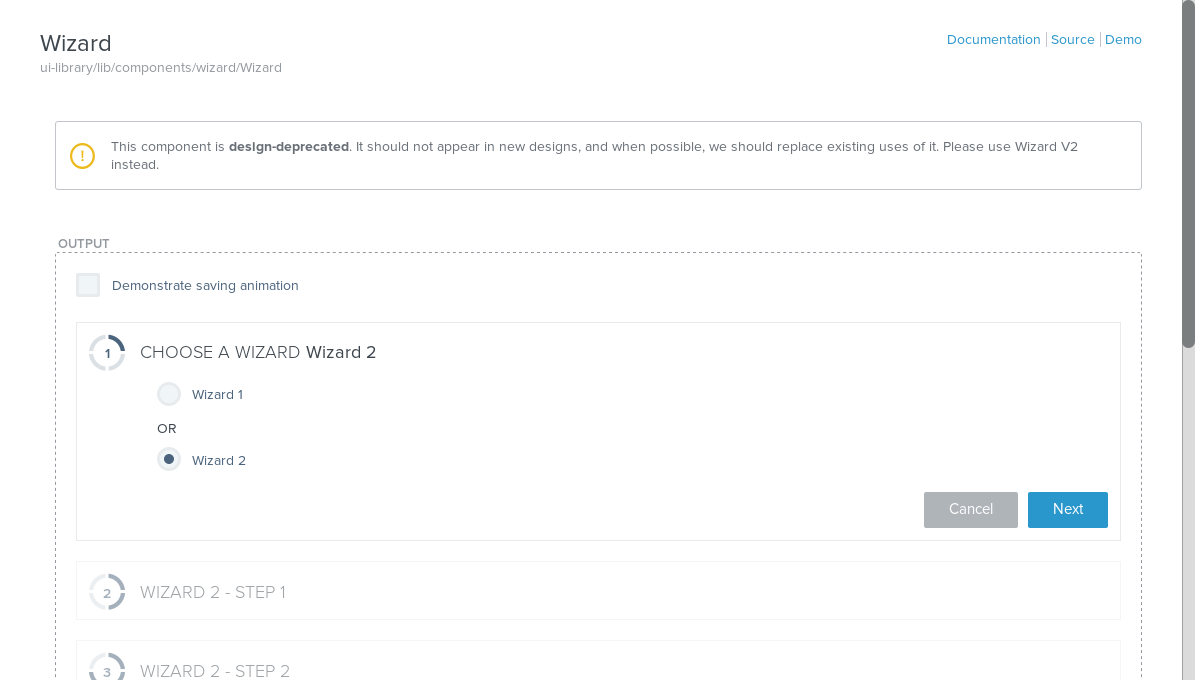 Wizard
Documentation Source Demo
ui-library/lib/components/wizard/Wizard
This component is design-deprecated. It should not appear in new designs, and when possible, we should replace existing uses of it. Please use Wizard V2
instead.
OUTPUT
Demonstrate saving animation
1 CHOOSE A WIZARD Wizard 2
Wizard 1
OR
Wizard 2
Cancel Next
2 WIZARD 2 - STEP 1
3 WIZARD 2 - STEP 2